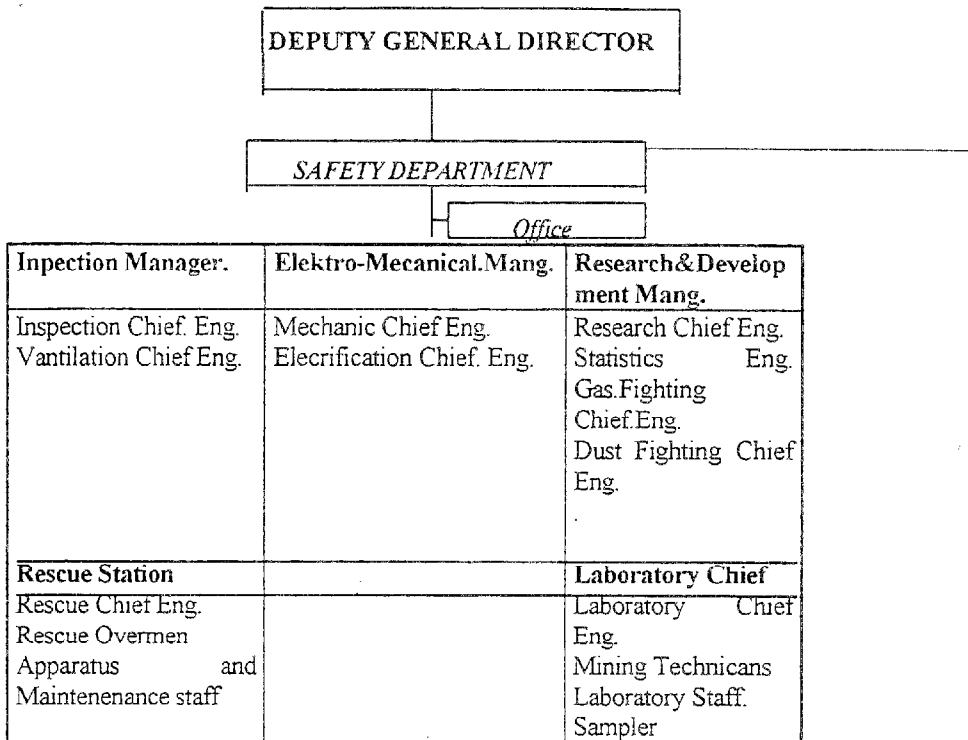 DEPUTY GENERAL DIRECTOR
SAFETY DEPARTMENT
Office
Inpection Manager.
Elektro-Mecanical.Mang.
Research&Develop
ment Mang.
Inspection Chief. Eng.
Vantilation Chief Eng.
Mechanic Chief Eng.
Elecrification Chief. Eng.
Research Chief Eng.
Statistics Eng.
Gas.Fighting
Chief.Eng.
Dust Fighting Chief
Eng.
Rescue Station
Laboratory Chief
Rescue Chief Eng.
Rescue Overmen
Apparatus and
Maintenenance staff
Laboratory Chief
Eng.
Mining Technicans
Laboratory Staff.
Sampler